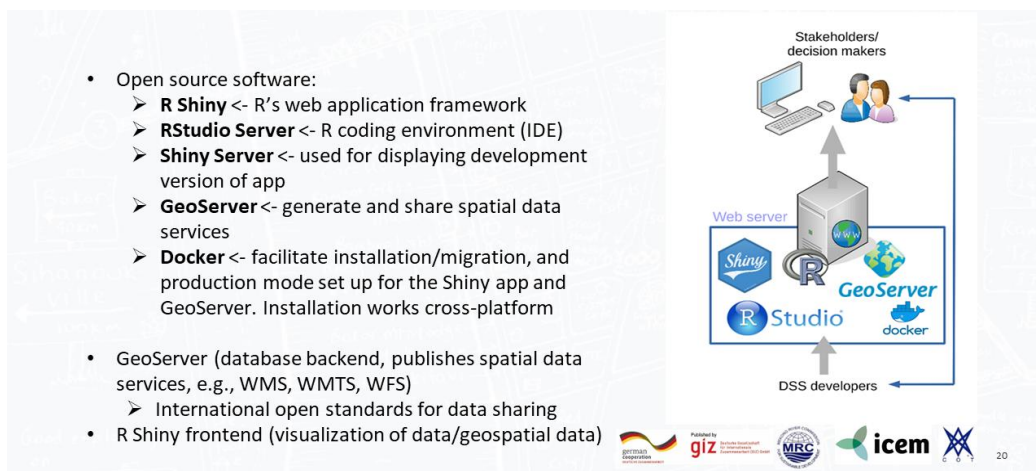 • Open source software:
➢ R Shiny <- R's web application framework
➢ RStudio Server <- R coding environment (IDE)
➢ Shiny Server <- used for displaying development
version of app
➢ GeoServer <- generate and share spatial data
services
➢ Docker <- facilitate installation/migration, and
production mode set up for the Shiny app and
GeoServer. Installation works cross-platform
• GeoServer (database backend, publishes spatial data
services, e.g., WMS, WMTS, WFS)
➢ International open standards for data sharing
• R Shiny frontend (visualization of data/geospatial data)
Stakeholders/
decision makers
Web server
WWW
Shiny
R
GeoServer
R Studio
docker
DSS developers
german
cooperation
Published by
giz
MRC
icem
C O T
20